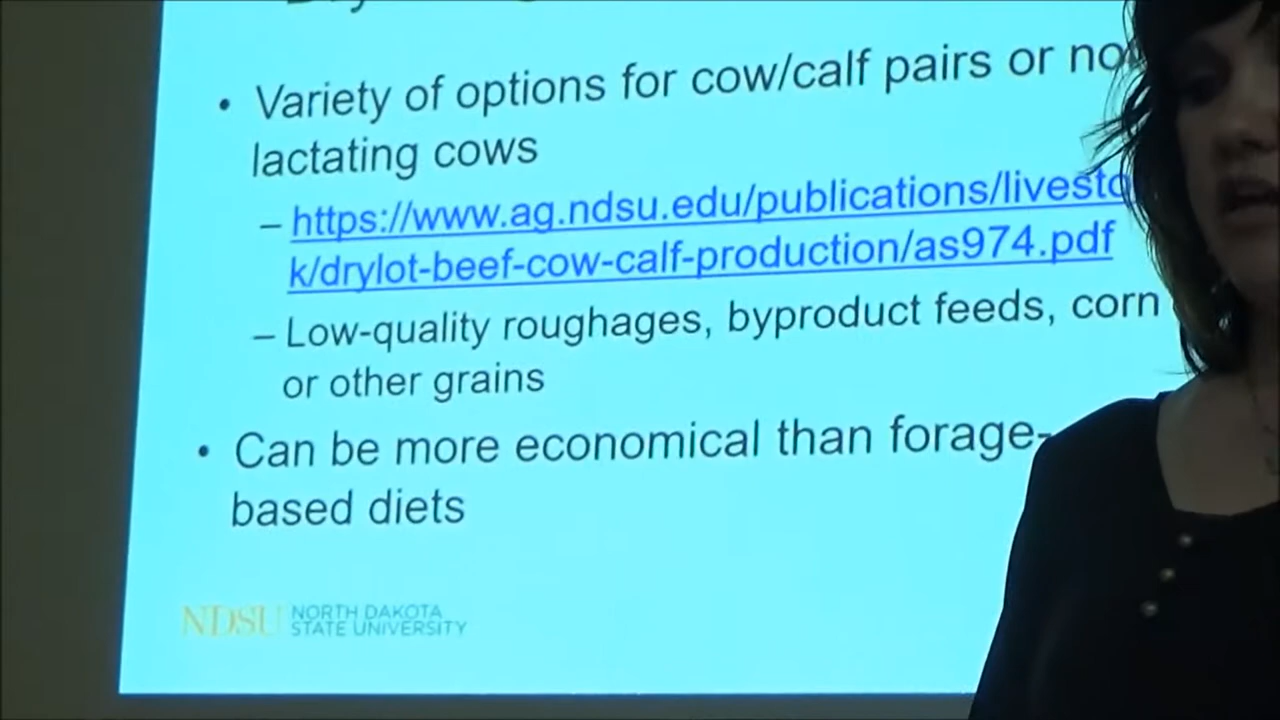 • Variety of options for cow/calf pairs or no
lactating cows
– https://www.ag.ndsu.edu/publications/livesto
k/drylot-beef-cow-calf-production/as974.pdf
– Low-quality roughages, byproduct feeds, corn
or other grains
• Can be more economical than forage-
based diets
NDSU NORTH DAKOTA
STATE UNIVERSITY